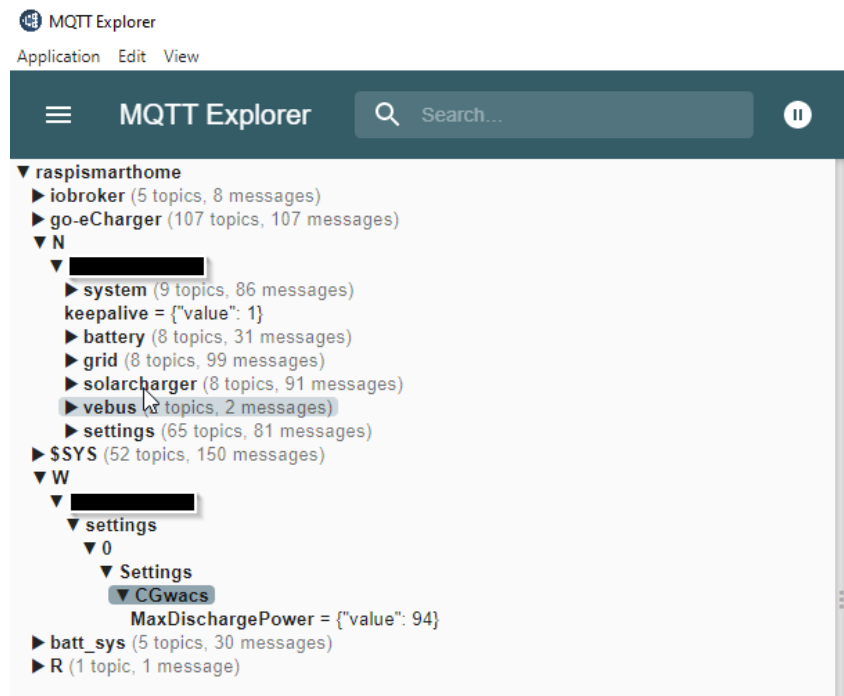 MQTT Explorer
Application Edit View
MQTT Explorer Search...
▼ raspismarthome
▶ iobroker (5 topics, 8 messages)
▶ go-eCharger (107 topics, 107 messages)
▼ N
▼
▶ system (9 topics, 86 messages)
keepalive = {"value": 1}
▶ battery (8 topics, 31 messages)
▶ grid (8 topics, 99 messages)
▶ solarcharger (8 topics, 91 messages)
▶ vebus topics, 2 messages)
▶ settings (65 topics, 81 messages)
▶ $SYS (52 topics, 150 messages)
▼ W
▼
▼ settings
▼ 0
▼ Settings
▼ CGwacs
MaxDischargePower = {"value": 94}
▶ batt_sys (5 topics, 30 messages)
▶ R (1 topic, 1 message)